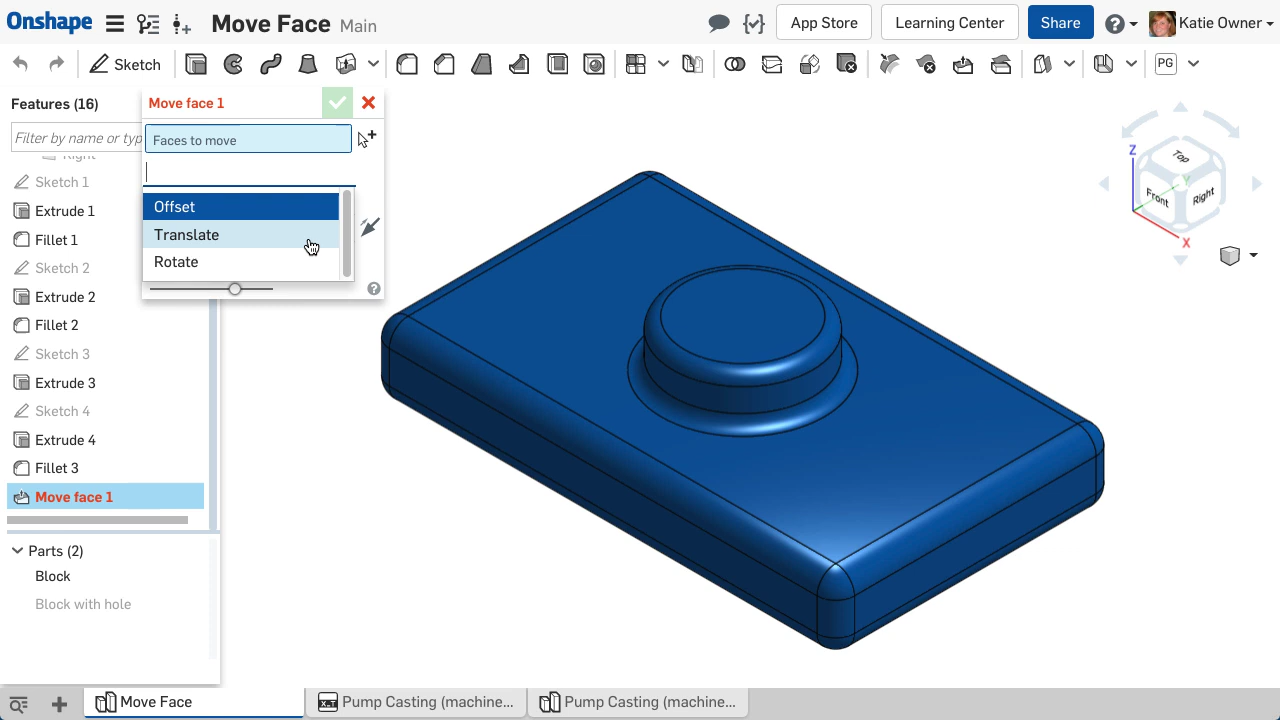 Onshape Move Face Main App Store Learning Center Share Katie Owner
Sketch PG
Features (16)
Filter by name or typ
Right
Sketch 1
Extrude 1
Fillet 1
Sketch 2
Extrude 2
Fillet 2
Sketch 3
Extrude 3
Sketch 4
Extrude 4
Fillet 3
Move face 1
Parts (2)
Block
Block with hole
Move face 1
Faces to move
Offset
Translate
Rotate
Z
Top
Y
Front
Right
X
Move Face
Pump Casting (machine...
Pump Casting (machine...